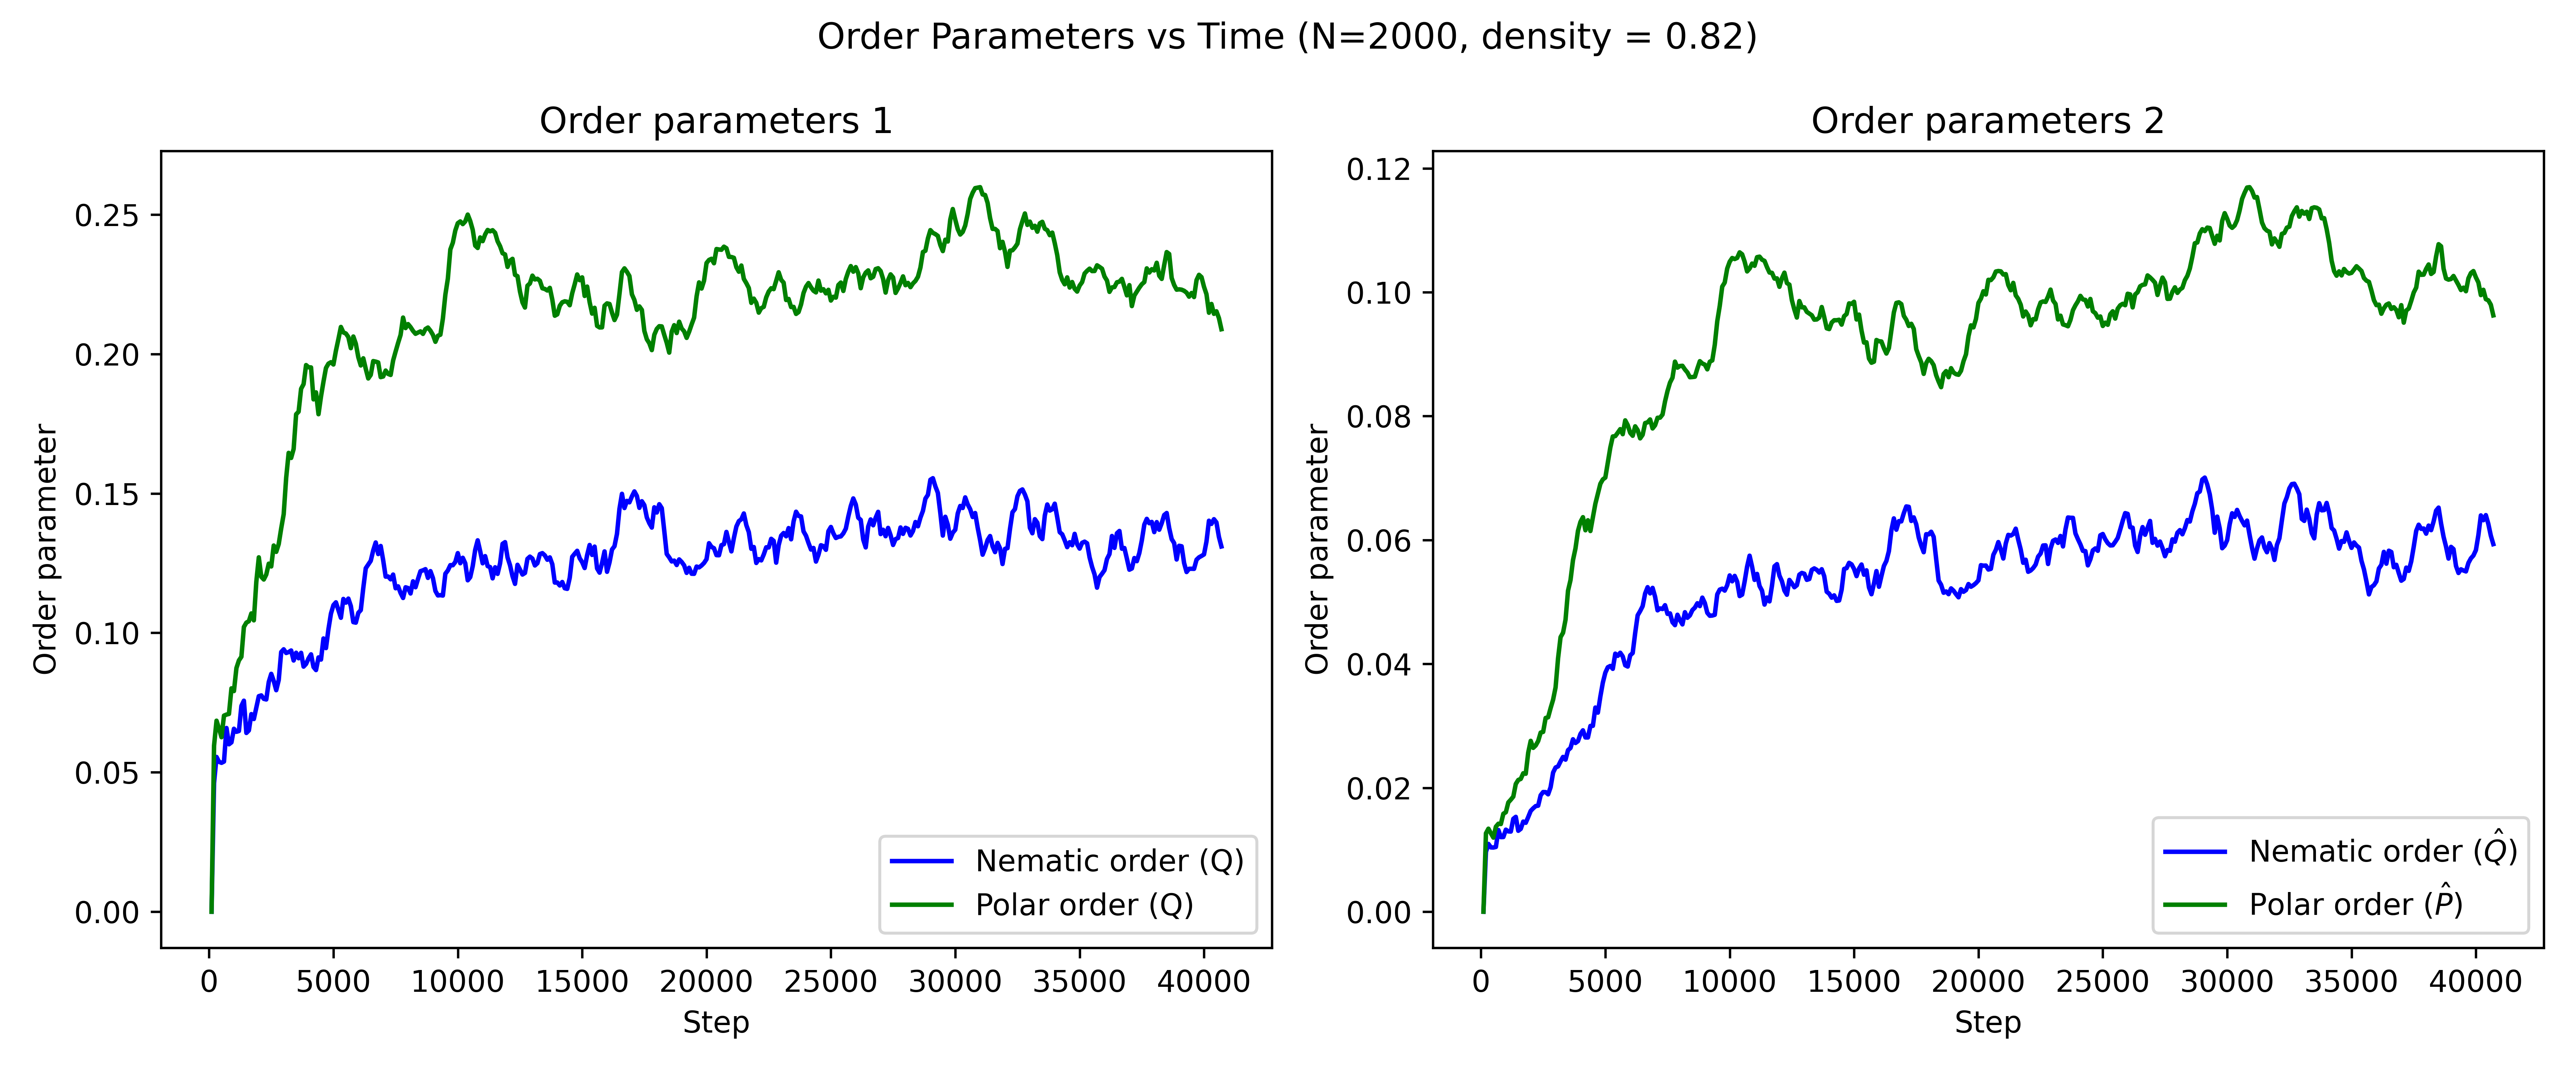 Order Parameters vs Time (N=2000, density = 0.82)
Order parameters 1
Order parameter
0.25
0.20
0.15
0.10
0.05
0.00
Nematic order (Q)
Polar order (Q)
0 5000 10000 15000 20000 25000 30000 35000 40000
Step
Order parameters 2
Order parameter
0.12
0.10
0.08
0.06
0.04
0.02
0.00
Nematic order (Q̂)
Polar order (P̂)
0 5000 10000 15000 20000 25000 30000 35000 40000
Step